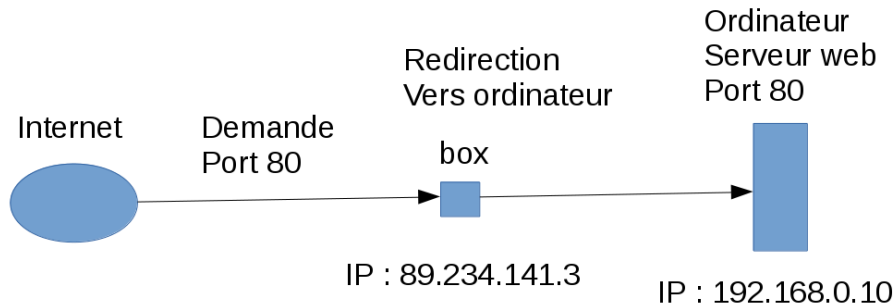 Internet
Demande
Port 80
Redirection
Vers ordinateur
box
IP : 89.234.141.3
Ordinateur
Serveur web
Port 80
IP : 192.168.0.10